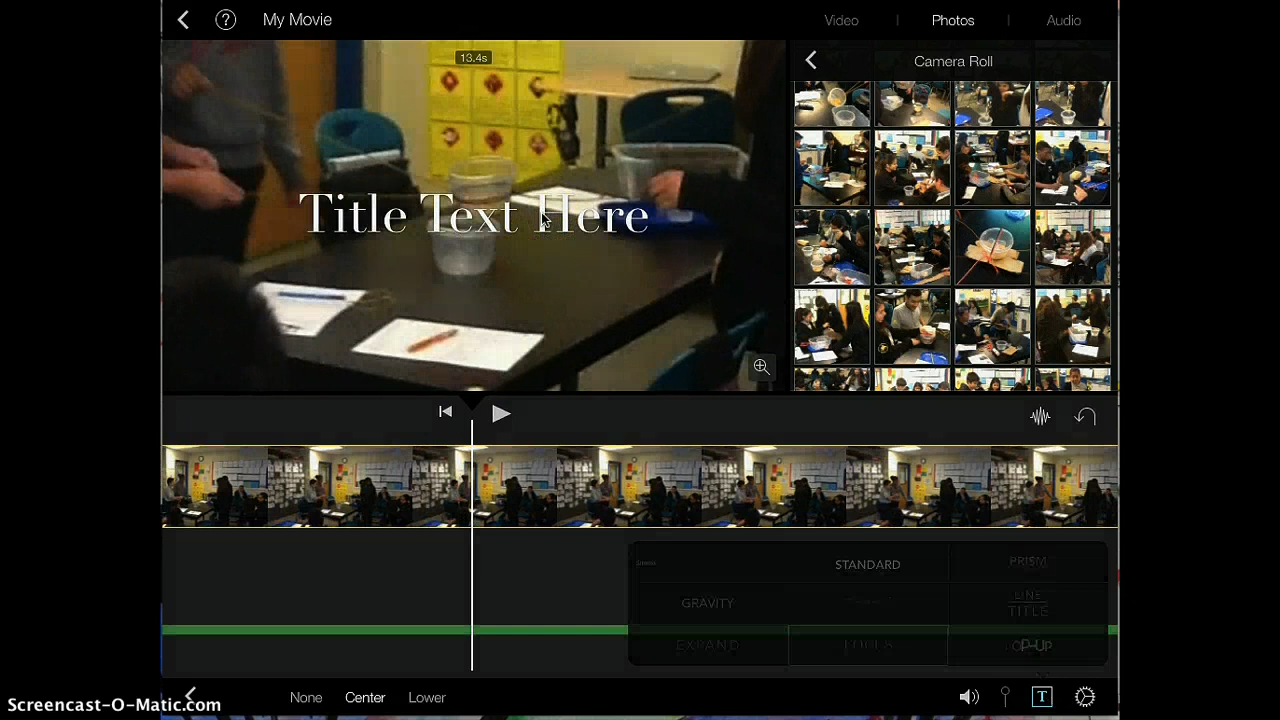 My Movie
Video
Photos
Audio
13.4s
Camera Roll
Title Text Here
STANDARD
PRISM
GRAVITY
LINE
TITLE
EXPAND
FOCUS
POP-UP
None
Center
Lower
T
Screencast-O-Matic.com